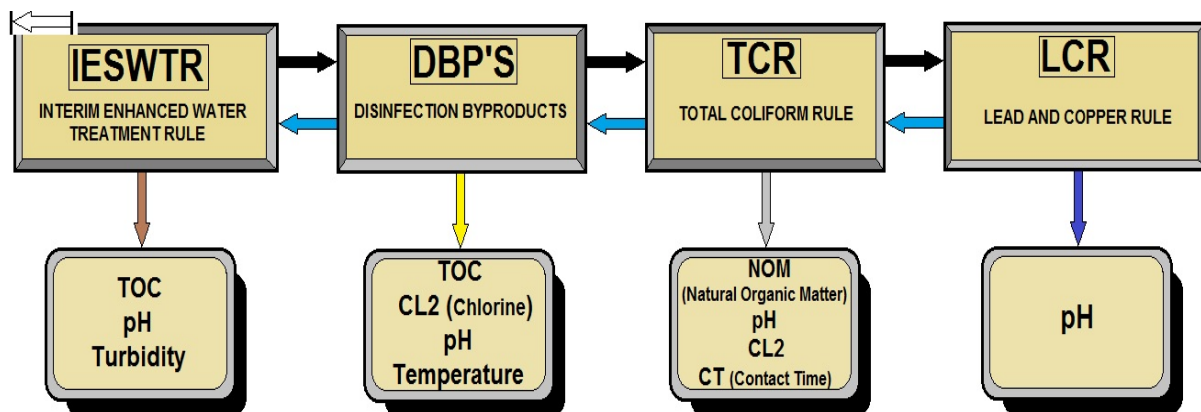 IESWTR
INTERIM ENHANCED WATER
TREATMENT RULE
DBP'S
DISINFECTION BYPRODUCTS
TCR
TOTAL COLIFORM RULE
LCR
LEAD AND COPPER RULE
TOC
pH
Turbidity
TOC
CL2 (Chlorine)
pH
Temperature
NOM
(Natural Organic Matter)
pH
CL2
CT (Contact Time)
pH